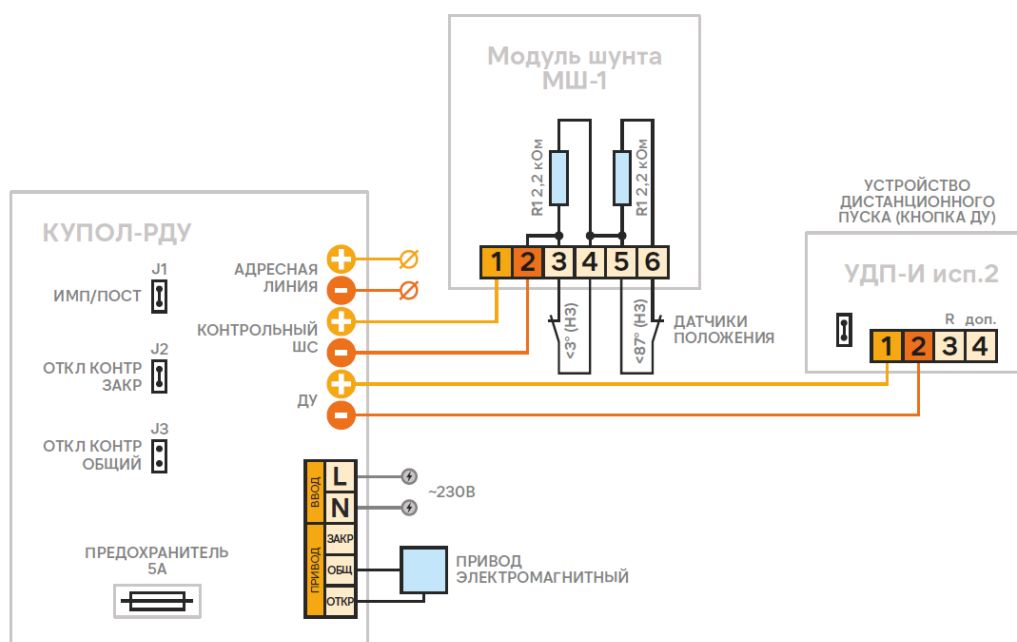 Модуль шунта
МШ-1
R1 2,2 кОм
R1 2,2 кОм
1 2 3 4 5 6
<3° (НЗ)
<87° (НЗ)
ДАТЧИКИ
ПОЛОЖЕНИЯ
УСТРОЙСТВО
ДИСТАНЦИОННОГО
ПУСКА (КНОПКА ДУ)
УДП-И исп.2
R доп.
1 2 3 4
КУПОЛ-РДУ
J1
ИМП/ПОСТ
J2
ОТКЛ КОНТР
ЗАКР
J3
ОТКЛ КОНТР
ОБЩИЙ
АДРЕСНАЯ
ЛИНИЯ
+
-
КОНТРОЛЬНЫЙ
ШС
+
-
ДУ
+
-
ВВОД
L
N
~230В
ПРИВОД
ЗАКР
ОБЩ
ОТКР
ПРИВОД
ЭЛЕКТРОМАГНИТНЫЙ
ПРЕДОХРАНИТЕЛЬ
5А